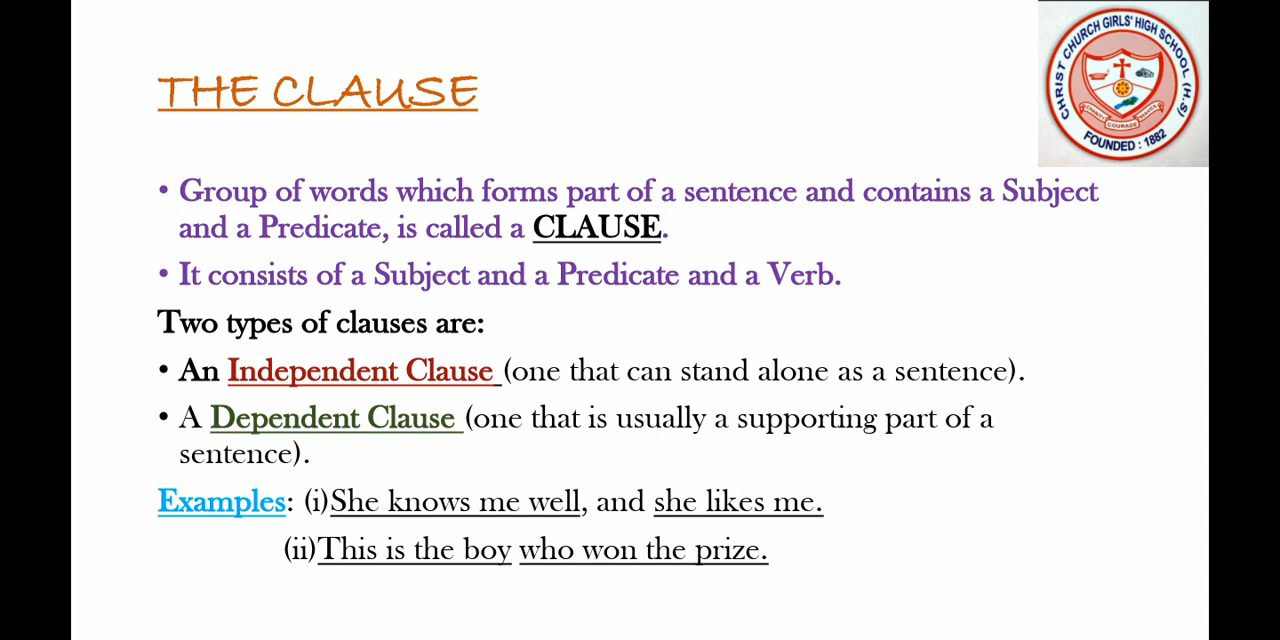 THE CLAUSE
CHRIST CHURCH GIRLS' HIGH SCHOOL (H.S)
CHARITY COURAGE SERVICE
FOUNDED : 1882
• Group of words which forms part of a sentence and contains a Subject
and a Predicate, is called a CLAUSE.
• It consists of a Subject and a Predicate and a Verb.
Two types of clauses are:
• An Independent Clause (one that can stand alone as a sentence).
• A Dependent Clause (one that is usually a supporting part of a
sentence).
Examples: (i)She knows me well, and she likes me.
(ii)This is the boy who won the prize.